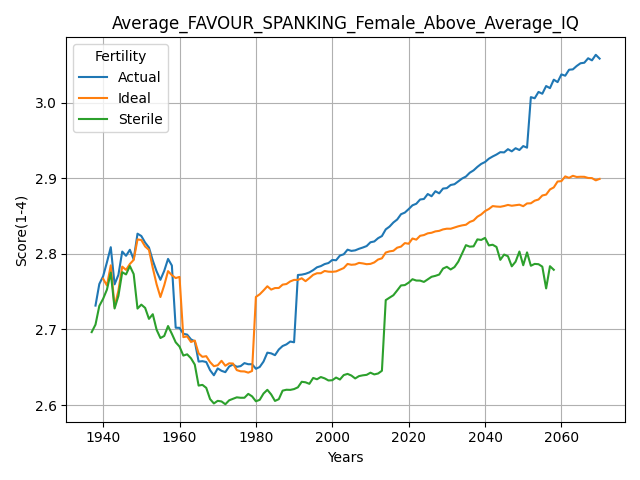 Average_FAVOUR_SPANKING_Female_Above_Average_IQ
Fertility
Actual
Ideal
Sterile
Score(1-4)
3.0
2.9
2.8
2.7
2.6
1940 1960 1980 2000 2020 2040 2060
Years